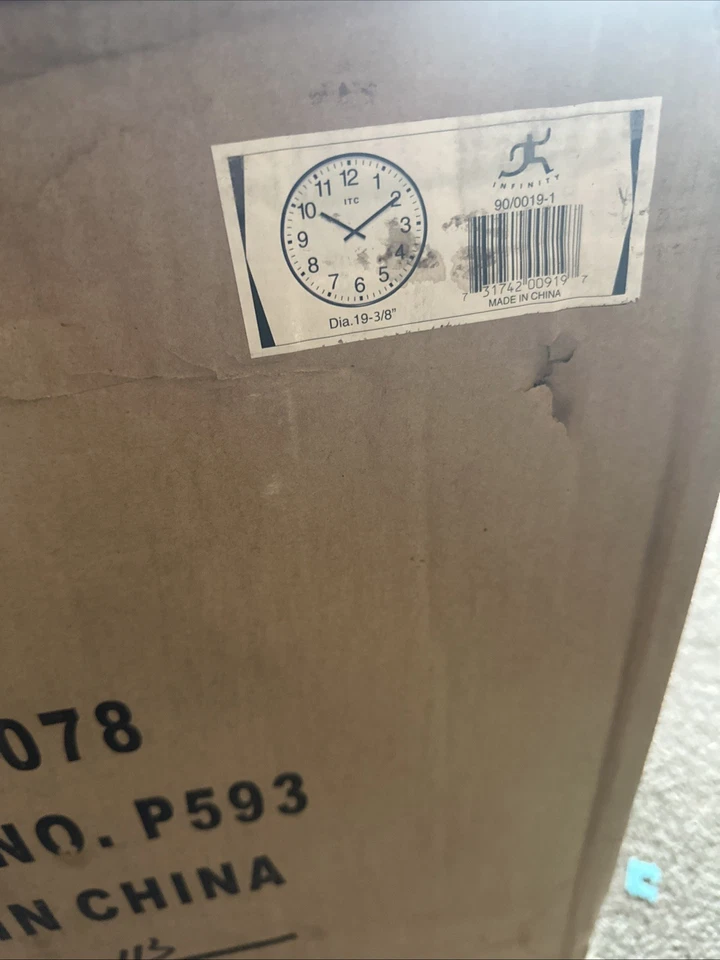 12
11 1
ITC
10 2
9 3
8 4
7 5
6
Dia.19-3/8"
INFINITY
90/0019-1
7 31742 00919 7
MADE IN CHINA
078
NO. P593
IN CHINA